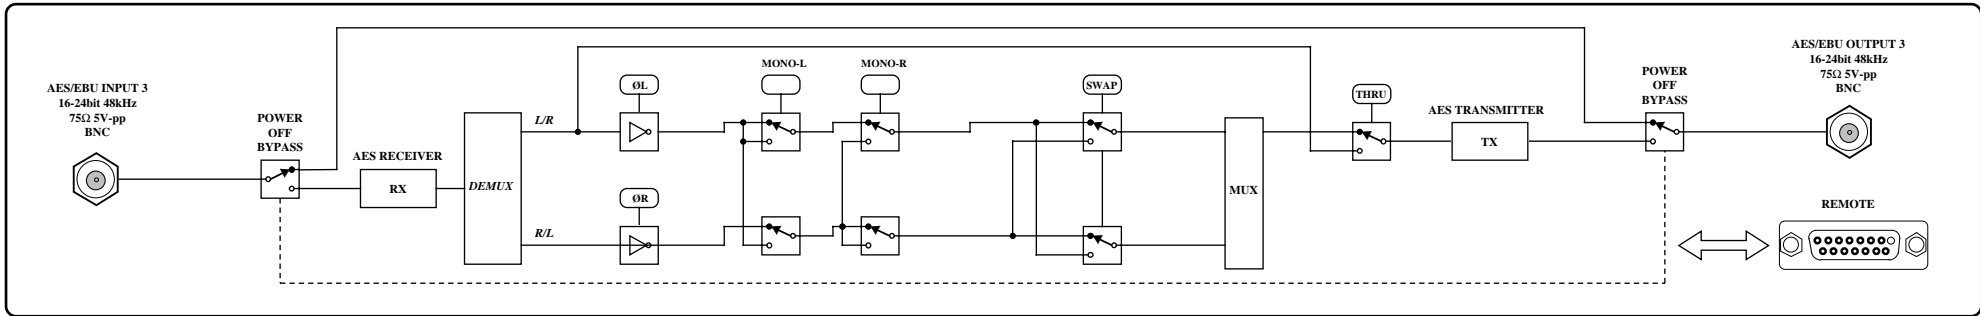 AES/EBU INPUT 3
16-24bit 48kHz
75Ω 5V-pp
BNC
POWER
OFF
BYPASS
AES RECEIVER
RX
DEMUX
L/R
R/L
ØL
ØR
MONO-L
MONO-R
SWAP
MUX
THRU
AES TRANSMITTER
TX
POWER
OFF
BYPASS
AES/EBU OUTPUT 3
16-24bit 48kHz
75Ω 5V-pp
BNC
REMOTE